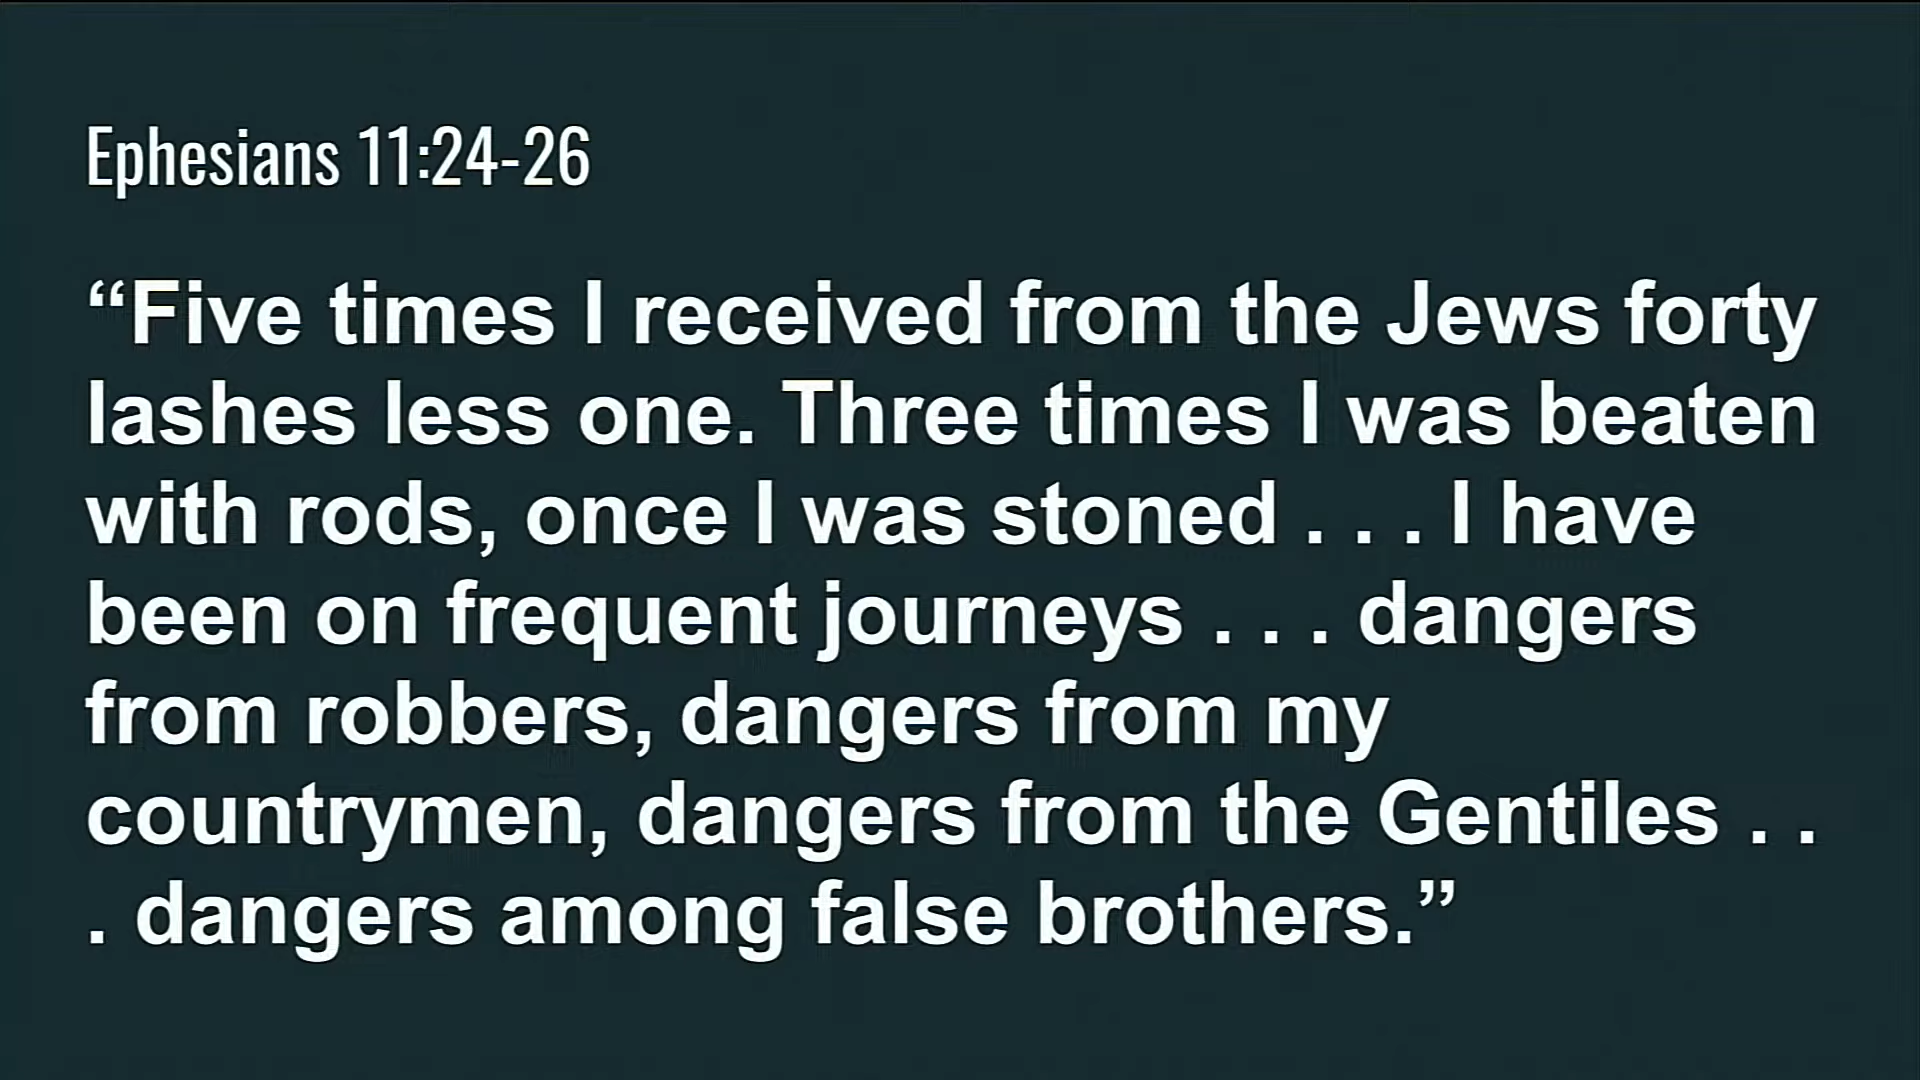 Ephesians 11:24-26
“Five times I received from the Jews forty
lashes less one. Three times I was beaten
with rods, once I was stoned . . . I have
been on frequent journeys . . . dangers
from robbers, dangers from my
countrymen, dangers from the Gentiles . .
. dangers among false brothers.”